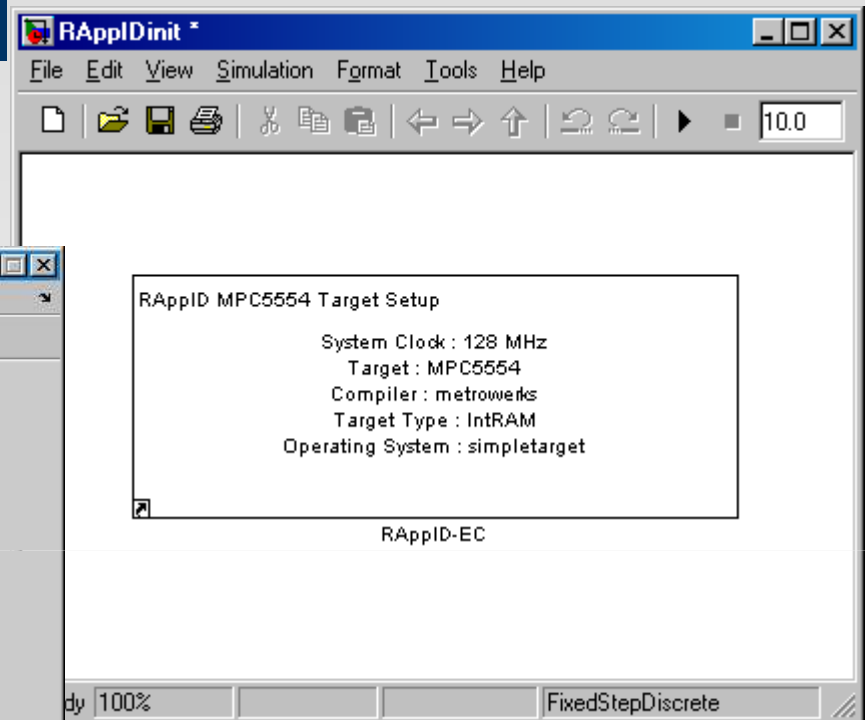 RAppIDinit *
File Edit View Simulation Format Tools Help
10.0
RAppID MPC5554 Target Setup
System Clock : 128 MHz
Target : MPC5554
Compiler : metrowerks
Target Type : IntRAM
Operating System : simpletarget
RAppID-EC
dy 100% FixedStepDiscrete